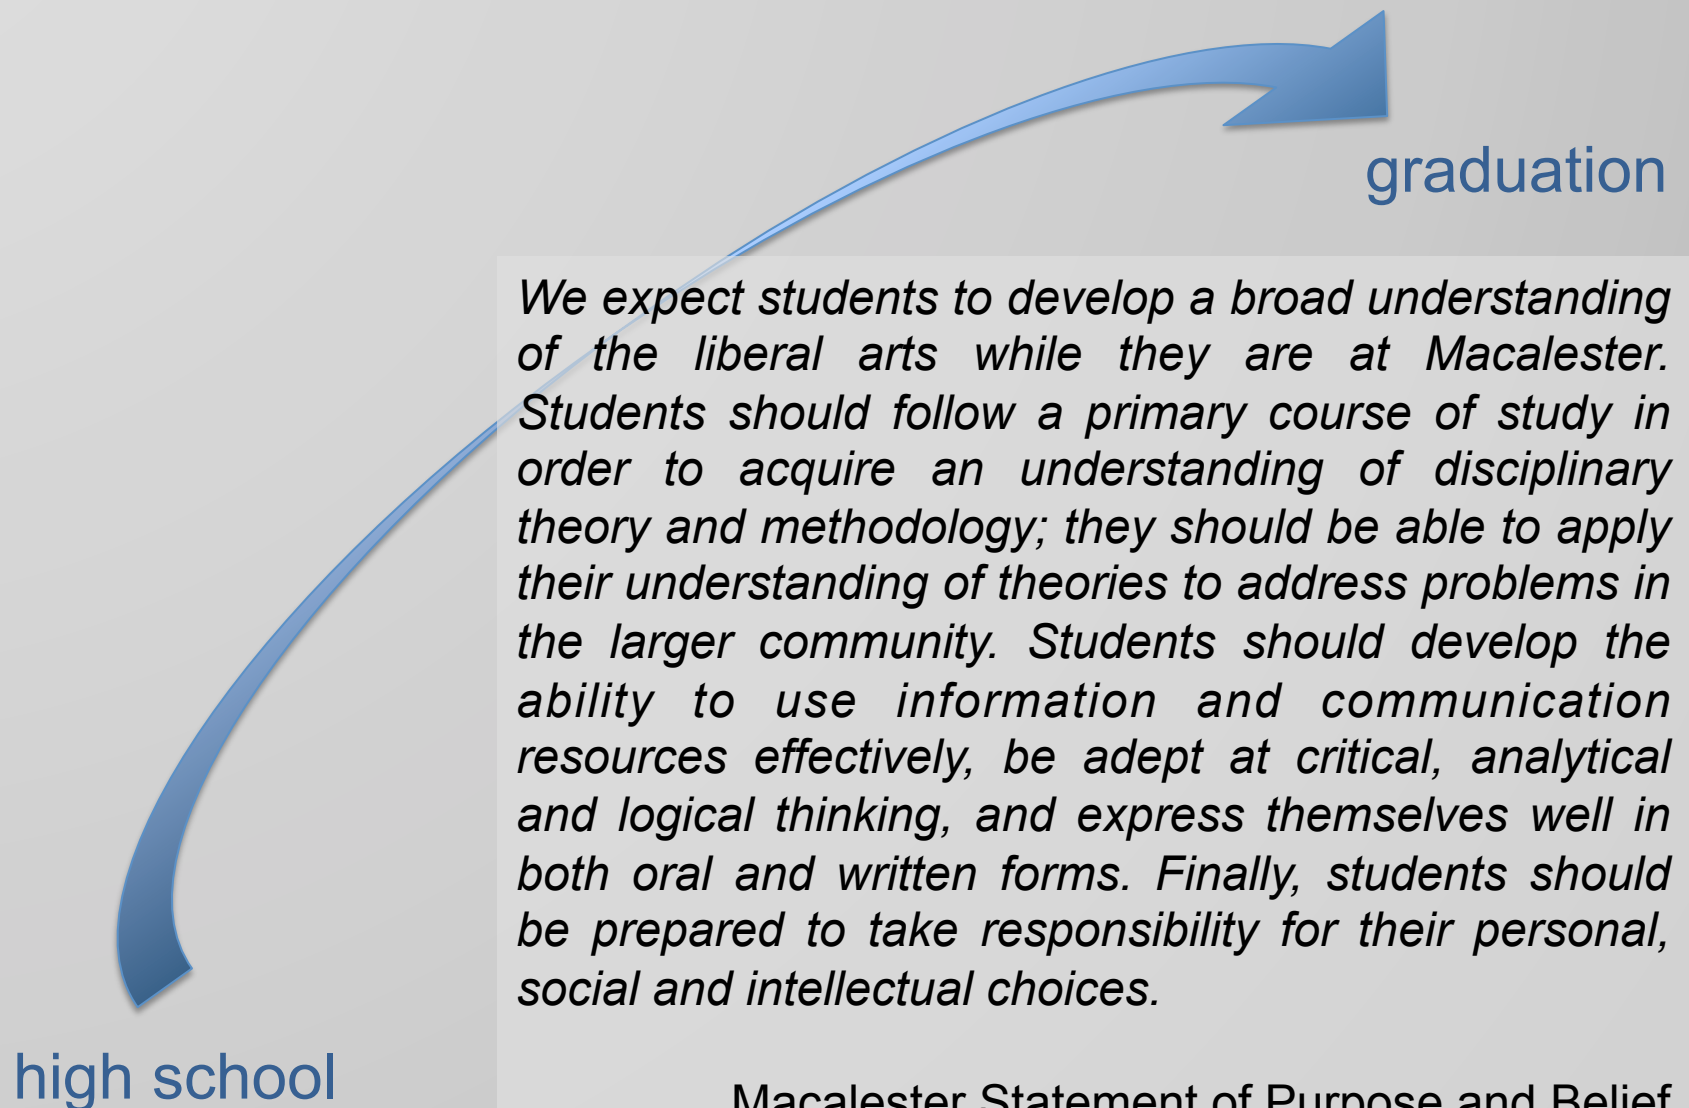 graduation
We expect students to develop a broad understanding
of the liberal arts while they are at Macalester.
Students should follow a primary course of study in
order to acquire an understanding of disciplinary
theory and methodology; they should be able to apply
their understanding of theories to address problems in
the larger community. Students should develop the
ability to use information and communication
resources effectively, be adept at critical, analytical
and logical thinking, and express themselves well in
both oral and written forms. Finally, students should
be prepared to take responsibility for their personal,
social and intellectual choices.
high school
Macalester Statement of Purpose and Belief